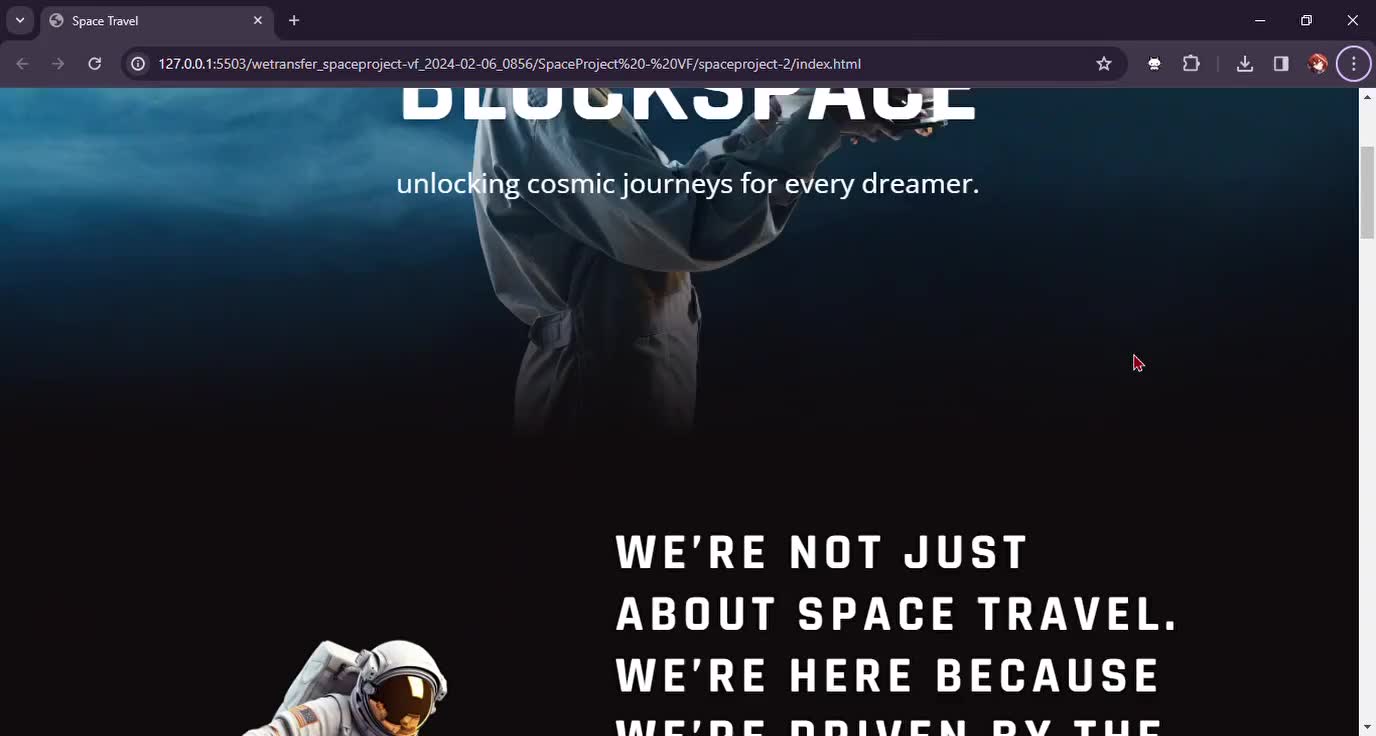 Space Travel
127.0.0.1:5503/wetransfer_spaceproject-vf_2024-02-06_0856/SpaceProject%20-%20VF/spaceproject-2/index.html
BLOCKSPACE
unlocking cosmic journeys for every dreamer.
WE'RE NOT JUST
ABOUT SPACE TRAVEL.
WE'RE HERE BECAUSE
WE'RE DRIVEN BY THE